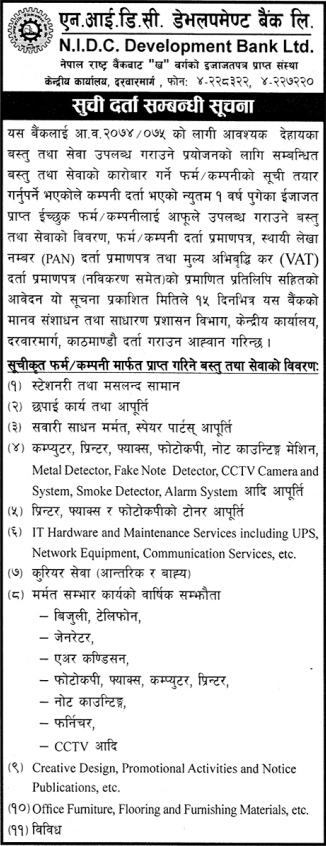 एन.आई.डि.सी. डेभलपमेण्ट बैंक लि.
N.I.D.C. Development Bank Ltd.
नेपाल राष्ट्र बैंकबाट "ख" वर्गको इजाजतपत्र प्राप्त संस्था
केन्द्रीय कार्यालय, दरवारमार्ग, फोन: ४-२२८३२२, ४-२२७२२०
सुची दर्ता सम्बन्धी सूचना
यस बैंकलाई आ.व.२०७४/०७५ को लागी आवश्यक देहायका
बस्तु तथा सेवा उपलब्ध गराउने प्रयोजनको लागि सम्बन्धित
बस्तु तथा सेवाको कारोबार गर्ने फर्म/कम्पनीको सूची तयार
गर्नुपर्ने भएकोले कम्पनी दर्ता भएको न्युतम १ वर्ष पुगेका ईजाजत
प्राप्त ईच्छुक फर्म/कम्पनीलाई आफूले उपलब्ध गराउने बस्तु
तथा सेवाको विवरण, फर्म/कम्पनी दर्ता प्रमाणपत्र, स्थायी लेखा
नम्बर (PAN) दर्ता प्रमाणपत्र तथा मुल्य अभिवृद्धि कर (VAT)
दर्ता प्रमाणपत्र (नविकरण समेत)को प्रमाणित प्रतिलिपि सहितको
आवेदन यो सूचना प्रकाशित मितिले १५ दिनभित्र यस बैंकको
मानव संशाधन तथा साधारण प्रशासन विभाग, केन्द्रीय कार्यालय,
दरवारमार्ग, काठमाण्डौ दर्ता गराउन आव्हान गरिन्छ ।
सूचीकृत फर्म/कम्पनी मार्फत प्राप्त गरिने बस्तु तथा सेवाको विवरण:
(१) स्टेशनरी तथा मसलन्द सामान
(२) छपाई कार्य तथा आपूर्ति
(३) सवारी साधन मर्मत, स्पेयर पार्टस् आपूर्ति
(४) कम्प्युटर, प्रिन्टर, फ्याक्स, फोटोकपी, नोट काउन्टिङ्ग मेशिन,
Metal Detector, Fake Note Detector, CCTV Camera and
System, Smoke Detector, Alarm System आदि आपूर्ति
(५) प्रिन्टर, फ्याक्स र फोटोकपीको टोनर आपूर्ति
(६) IT Hardware and Maintenance Services including UPS,
Network Equipment, Communication Services, etc.
(७) कुरियर सेवा (आन्तरिक र बाह्य)
(८) मर्मत सम्भार कार्यको वार्षिक सम्झौता
– बिजुली, टेलिफोन,
– जेनरेटर,
– एअर कण्डिसन,
– फोटोकपी, फ्याक्स, कम्प्युटर, प्रिन्टर,
– नोट काउन्टिङ्ग,
– फर्निचर,
– CCTV आदि
(९) Creative Design, Promotional Activities and Notice
Publications, etc.
(१०) Office Furniture, Flooring and Furnishing Materials, etc.
(११) विविध